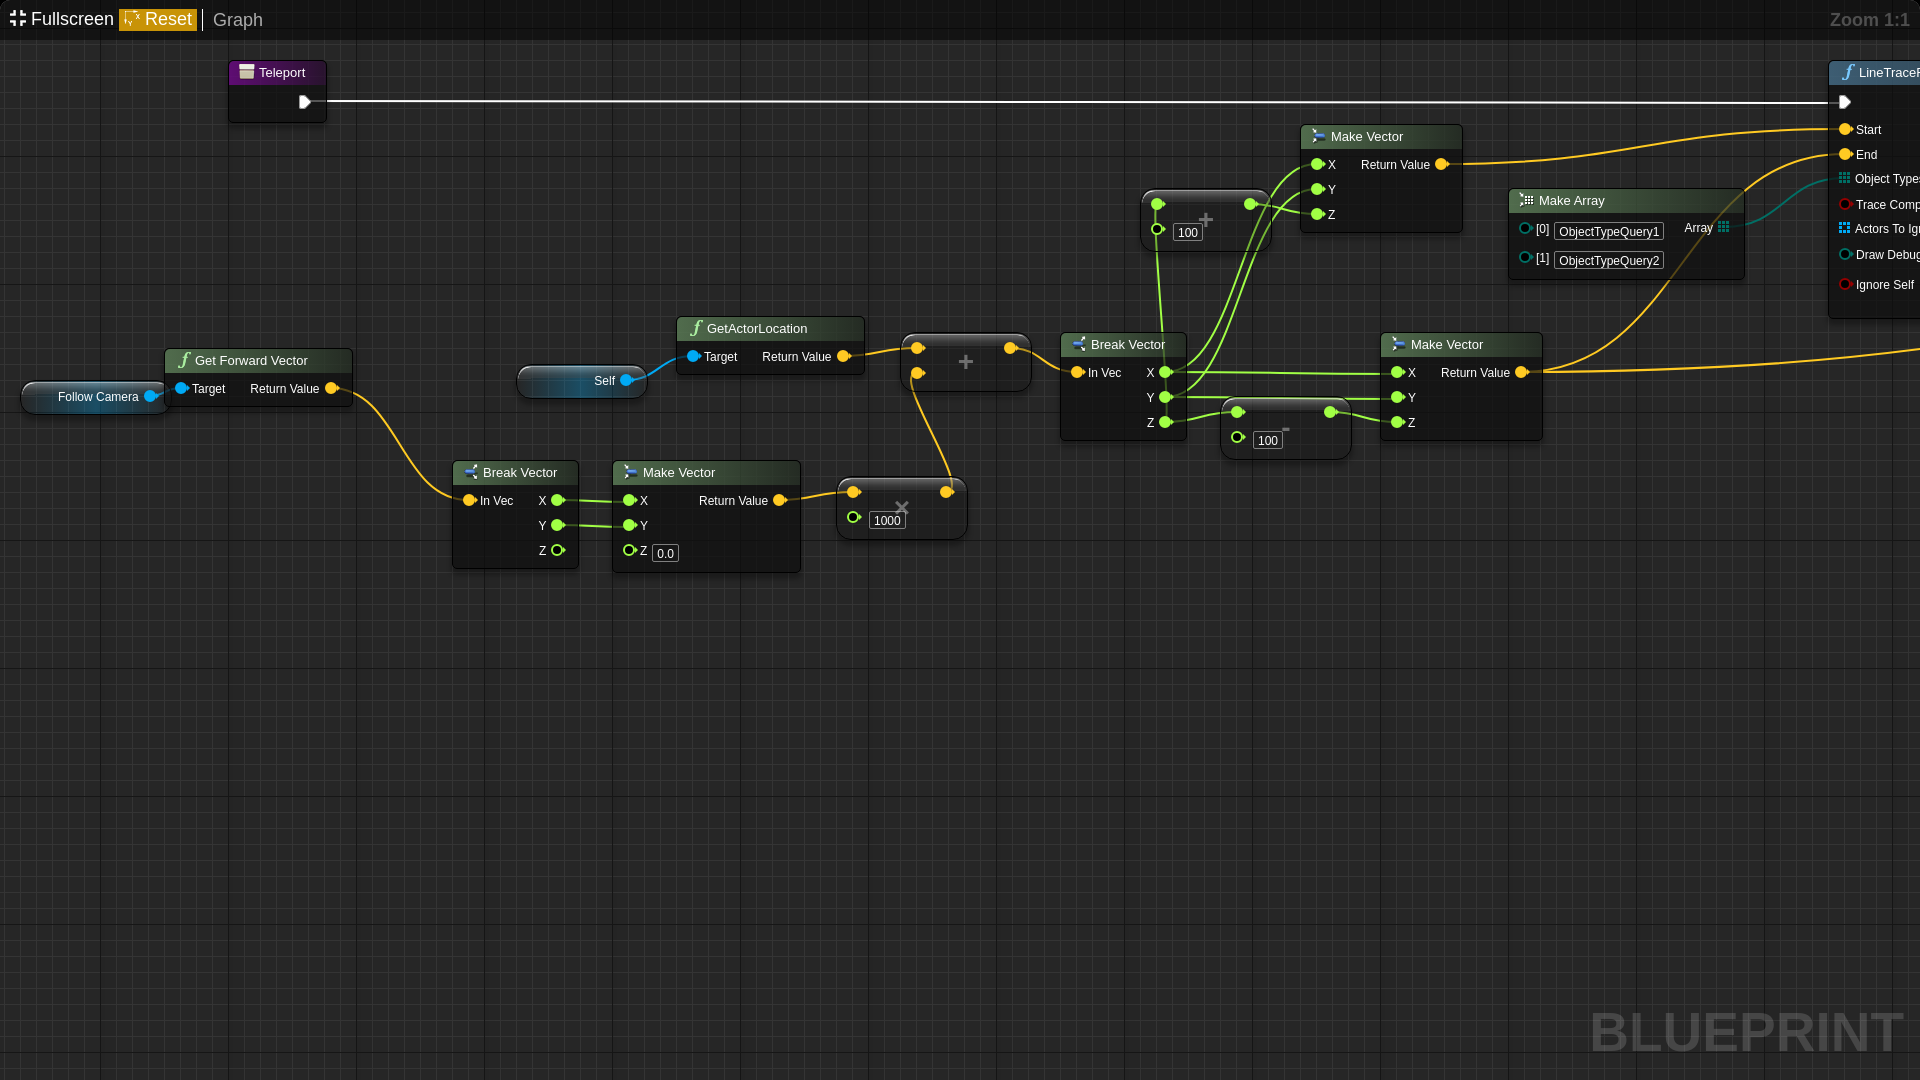 Fullscreen Reset Graph
Zoom 1:1
Teleport
LineTraceF
Start
End
Object Types
Trace Comp
Actors To Ign
Draw Debug
Ignore Self
Make Vector
X Return Value
Y
Z
+
100
Make Array
[0] ObjectTypeQuery1 Array
[1] ObjectTypeQuery2
GetActorLocation
Target Return Value
Self
+
Break Vector
In Vec X
Y
Z
Make Vector
X Return Value
Y
Z
-
100
Get Forward Vector
Target Return Value
Follow Camera
Break Vector
In Vec X
Y
Z
Make Vector
X Return Value
Y
Z 0.0
×
1000
BLUEPRINT